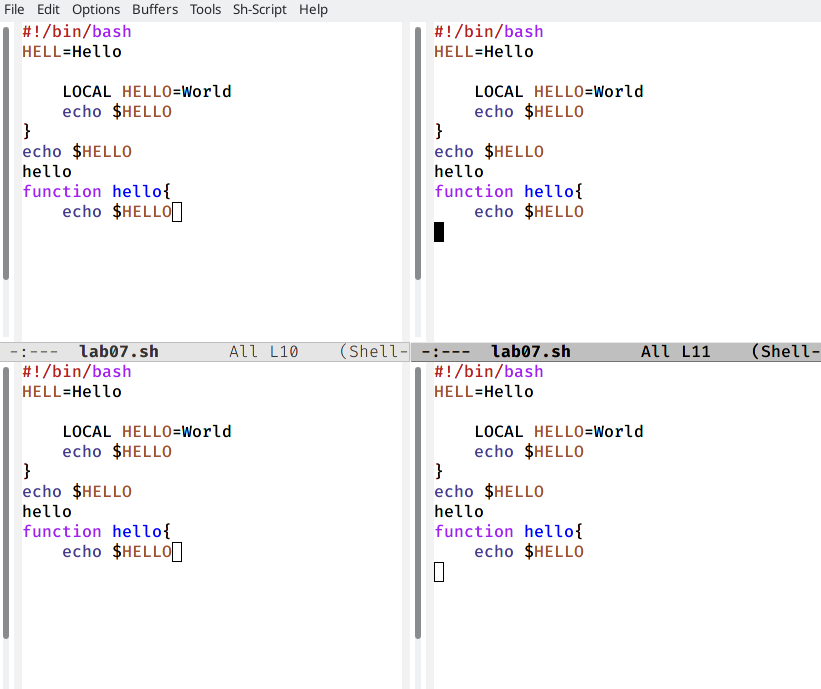 File Edit Options Buffers Tools Sh-Script Help
#!/bin/bash
HELL=Hello
    LOCAL HELLO=World
    echo $HELLO
}
echo $HELLO
hello
function hello{
    echo $HELLO
-:---  lab07.sh       All L10    (Shell-
#!/bin/bash
HELL=Hello
    LOCAL HELLO=World
    echo $HELLO
}
echo $HELLO
hello
function hello{
    echo $HELLO
-:---  lab07.sh       All L11    (Shell-
#!/bin/bash
HELL=Hello
    LOCAL HELLO=World
    echo $HELLO
}
echo $HELLO
hello
function hello{
    echo $HELLO
#!/bin/bash
HELL=Hello
    LOCAL HELLO=World
    echo $HELLO
}
echo $HELLO
hello
function hello{
    echo $HELLO